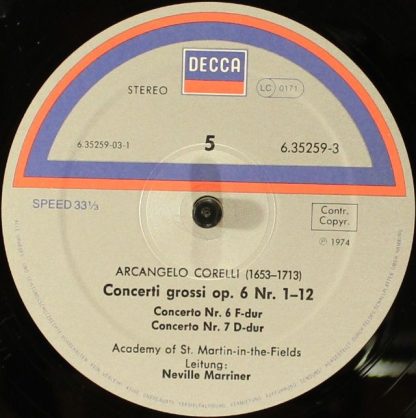 DECCA
STEREO
LC 0171
6.35259-03-1
5
6.35259-3
SPEED 33⅓
Contr.
Copyr.
℗ 1974
ARCANGELO CORELLI (1653–1713)
Concerti grossi op. 6 Nr. 1–12
Concerto Nr. 6 F-dur
Concerto Nr. 7 D-dur
Academy of St. Martin-in-the-Fields
Leitung:
Neville Marriner